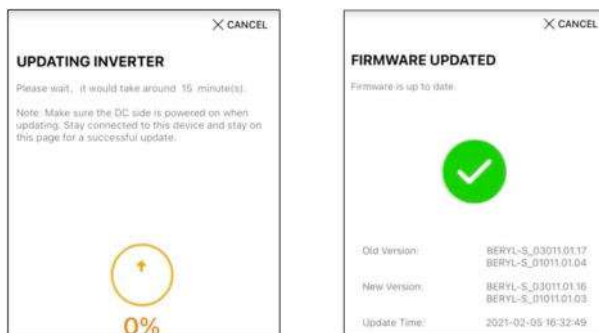 CANCEL
UPDATING INVERTER
Please wait, it would take around 15 minute(s).
Note: Make sure the DC side is powered on when
updating. Stay connected to this device and stay on
this page for a successful update.
0%
CANCEL
FIRMWARE UPDATED
Firmware is up to date.
Old Version: BERYL-S_03011.01.17
BERYL-S_01011.01.04
New Version: BERYL-S_03011.01.16
BERYL-S_01011.01.03
Update Time: 2021-02-05 16:32:49